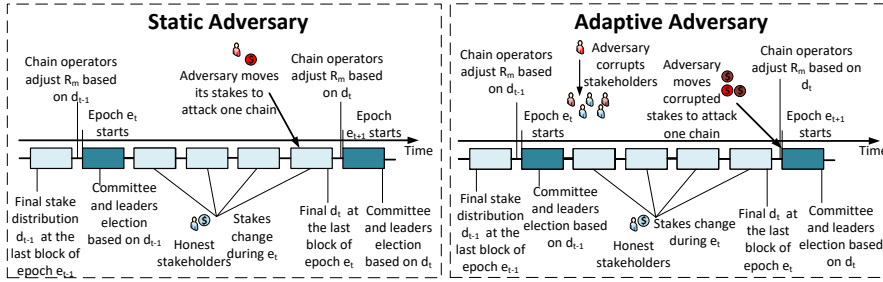 Static Adversary
Chain operators
adjust Rm based
on dt-1
Adversary moves
its stakes to
attack one chain
Chain operators
adjust Rm based
on dt
Epoch et
starts
Epoch
et+1
starts
Time
Final stake
distribution
dt-1 at the
last block of
epoch et-1
Committee
and leaders
election
based on dt-1
Honest
stakeholders
Stakes
change
during et
Final dt at
the last
block of
epoch et
Committee
and leaders
election
based on dt
Adaptive Adversary
Chain operators
adjust Rm based
on dt-1
Adversary
corrupts
stakeholders
Adversary
moves
corrupted
stakes to attack
one chain
Chain operators
adjust Rm based on
dt
Epoch et
starts
Epoch et+1
starts
Time
Final stake
distribution
dt-1 at the
last block of
epoch et-1
Committee
and leaders
election
based on dt-1
Honest
stakeholders
Stakes change
during et
Final dt at
the last
block of
epoch et
Committee
and leaders
election
based on dt